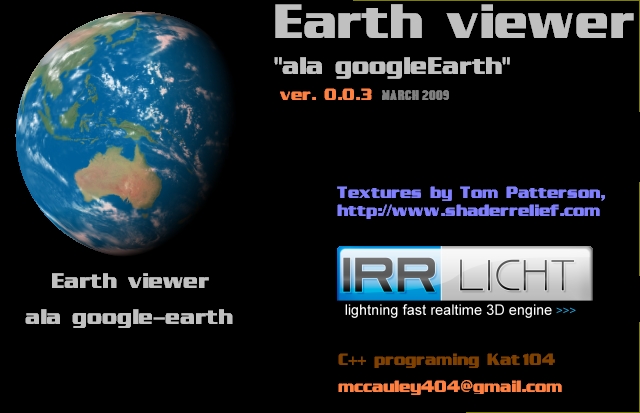 Earth viewer
"ala googleEarth"
ver. 0.0.3 MARCH 2009
Textures by Tom Patterson,
http://www.shaderrelief.com
IRR LICHT
lightning fast realtime 3D engine >>>
Earth viewer
ala google-earth
C++ programing Kat104
mccauley404@gmail.com